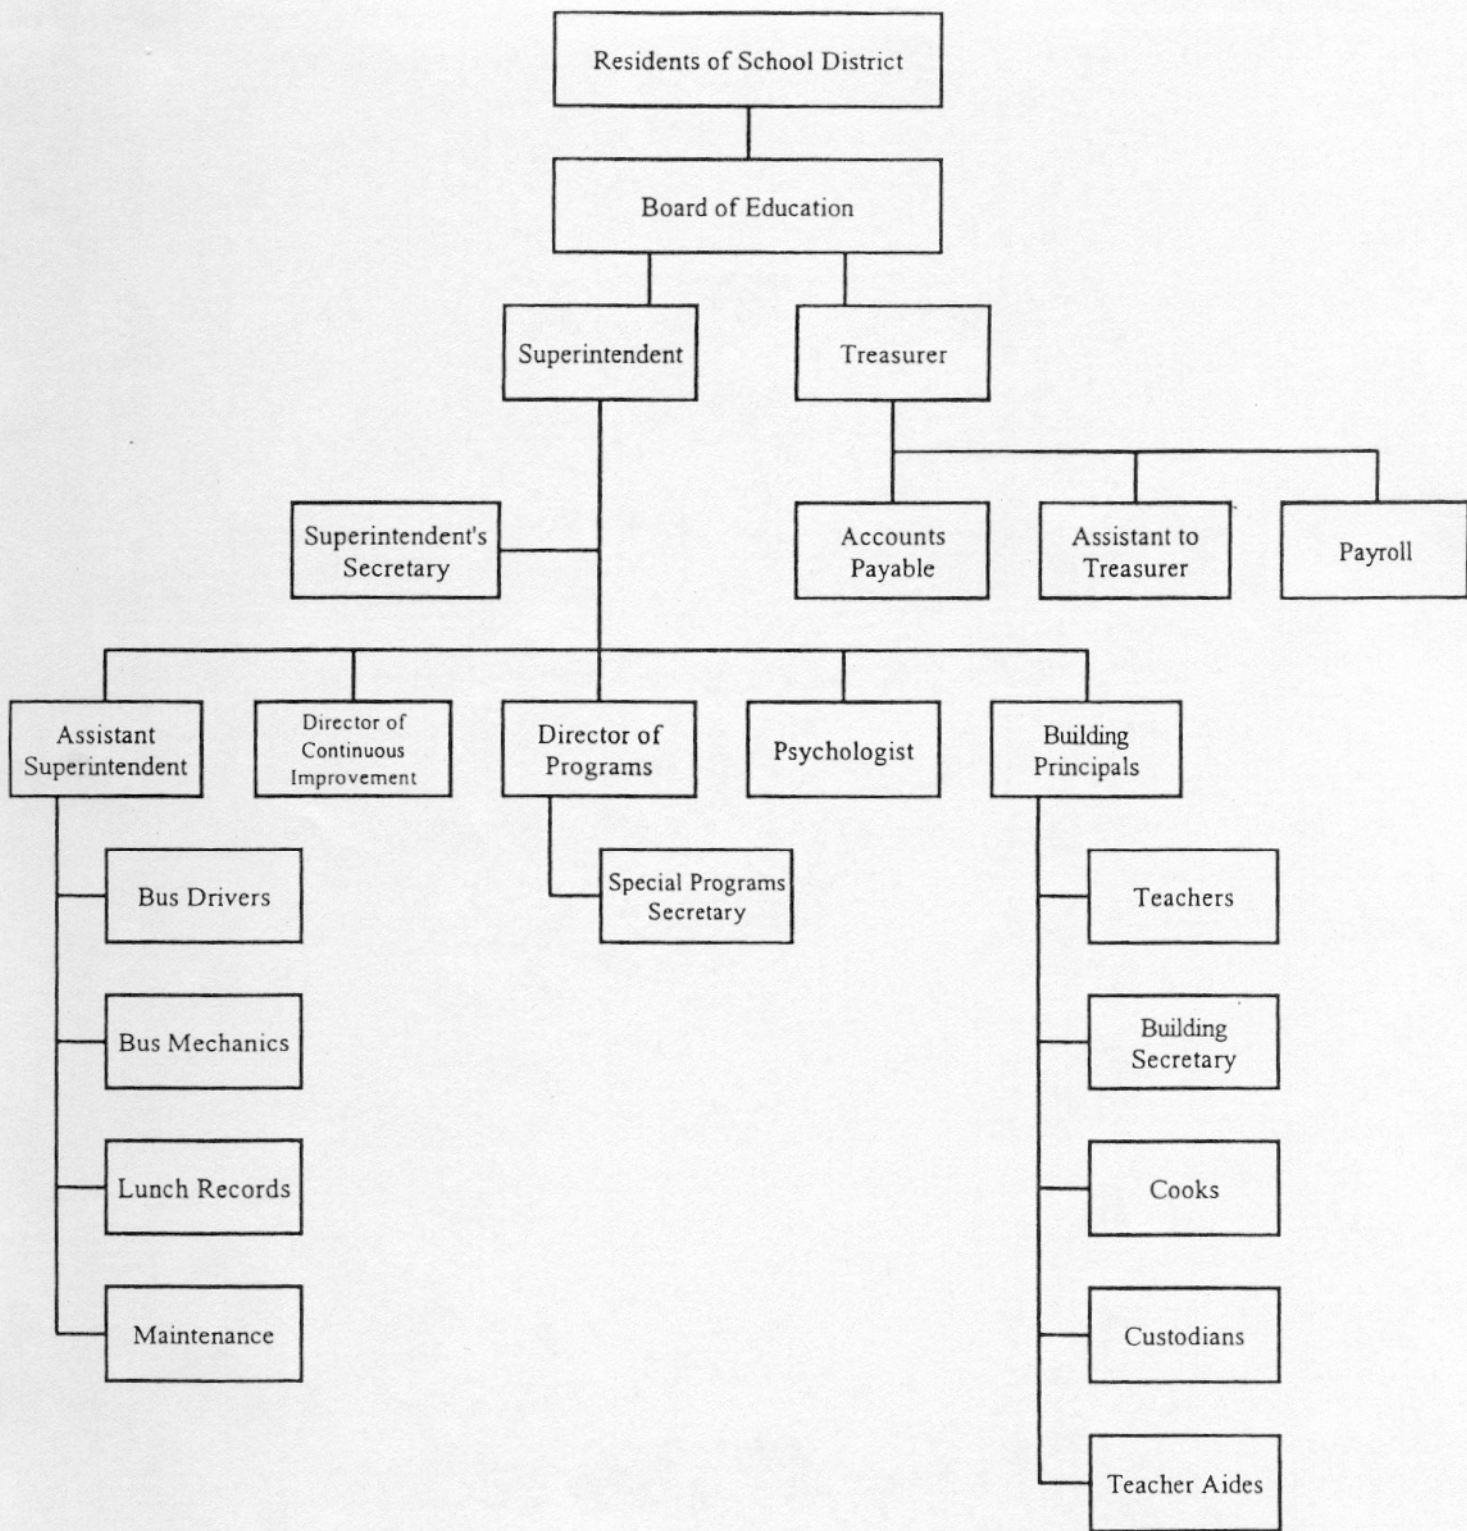 Residents of School District
Board of Education
Superintendent
Treasurer
Superintendent's
Secretary
Accounts
Payable
Assistant to
Treasurer
Payroll
Assistant
Superintendent
Director of
Continuous
Improvement
Director of
Programs
Psychologist
Building
Principals
Bus Drivers
Special Programs
Secretary
Teachers
Bus Mechanics
Building
Secretary
Lunch Records
Cooks
Maintenance
Custodians
Teacher Aides